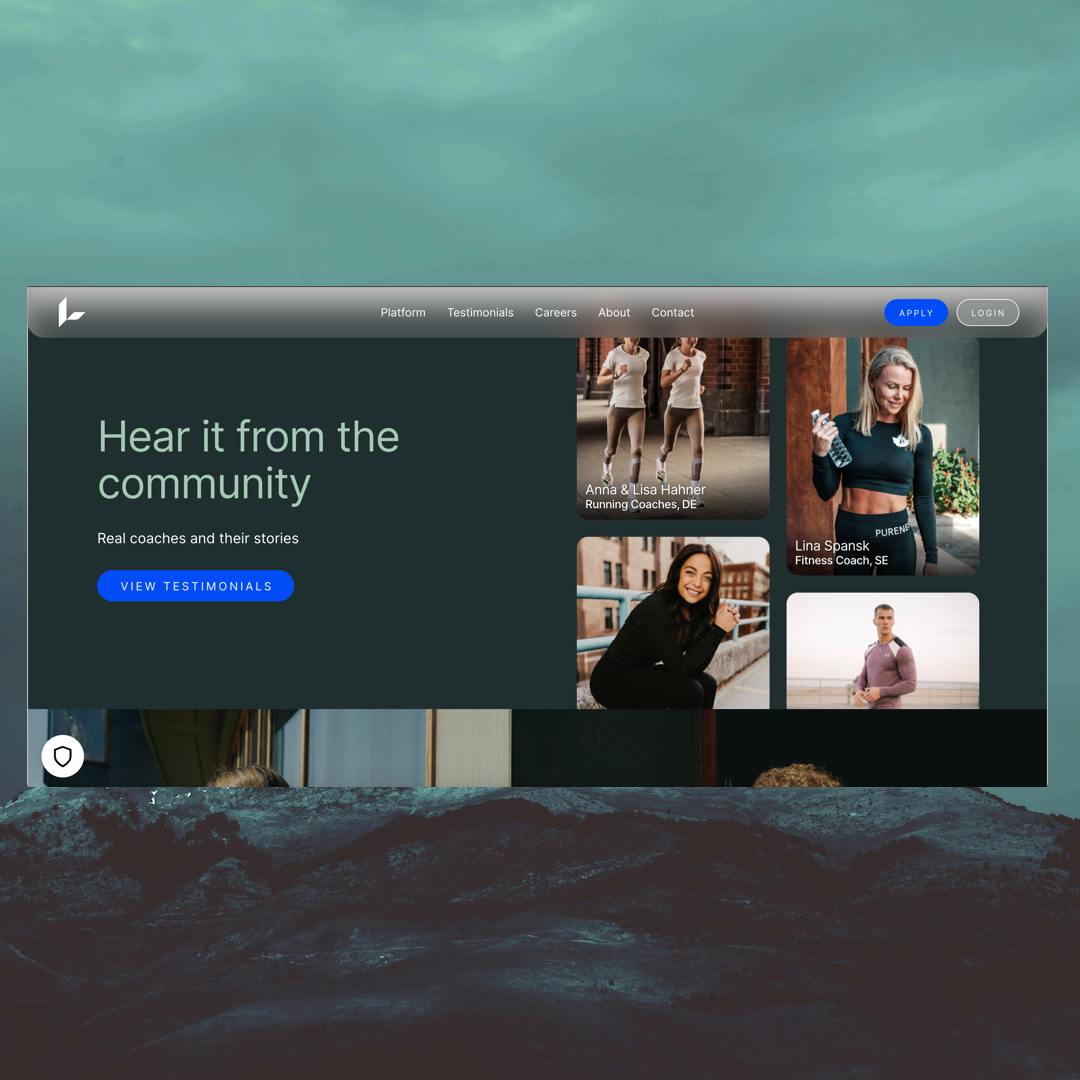 Platform
Testimonials
Careers
About
Contact
APPLY
LOGIN
Hear it from the
community
Real coaches and their stories
VIEW TESTIMONIALS
Anna & Lisa Hahner
Running Coaches, DE
PURENE
Lina Spansk
Fitness Coach, SE